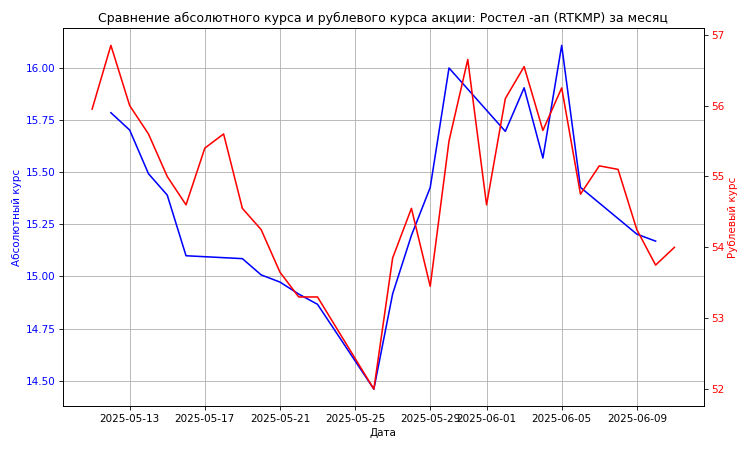 Сравнение абсолютного курса и рублевого курса акции: Ростел -ап (RTKMP) за месяц
57
16.00
56
15.75
15.50
55
Абсолютный курс
Рублевый курс
15.25
54
15.00
53
14.75
14.50
52
2025-05-13 2025-05-17 2025-05-21 2025-05-25 2025-05-29 2025-06-01 2025-06-05 2025-06-09
Дата